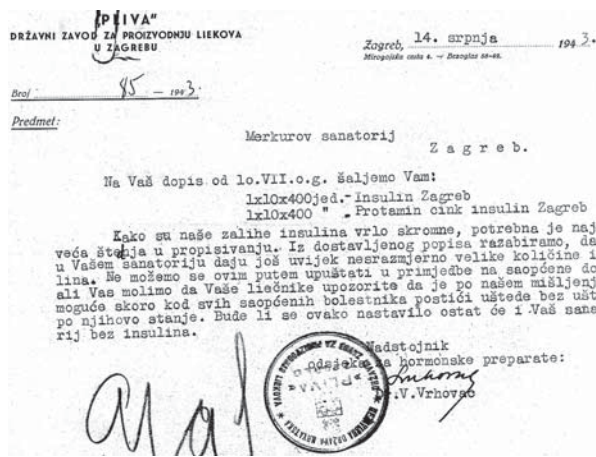 "PLIVA"
DRŽAVNI ZAVOD ZA PROIZVODNJU LIEKOVA
U ZAGREBU
Zagreb, 14. srpnja 1943.
Mirogojska cesta 4. — Brzoglas
Broj 85 — 1943.
Predmet:
Merkurov sanatorij
Zagreb.
Na Vaš dopis od lo.VII.o.g. šaljemo Vam:
1x10x400jed.-Insulin Zagreb
1x10x400 " . Protamin cink insulin Zagreb
Kako su naše zalihe insulina vrlo skromne, potrebna je naj
veća štednja u propisivanju. Iz dostavljenog popisa razabiramo, da
u Vašem sanatoriju daju još uvijek nesrazmjerno velike količine i
lina. Ne možemo se ovim putem upuštati u primjedbe na saopćene do
ali Vas molimo da Vaše liečnike upozorite da je po našem mišljenj
moguće skoro kod svih saopćenih bolestnika postići uštede bez ušt
po njihovo stanje. Bude li se ovako nastavilo ostat će i Vaš sana
rij bez insulina.
Nadstojnik
odsjeka za hormonske preparate:
Dr.V.Vrhovac
"PLIVA"